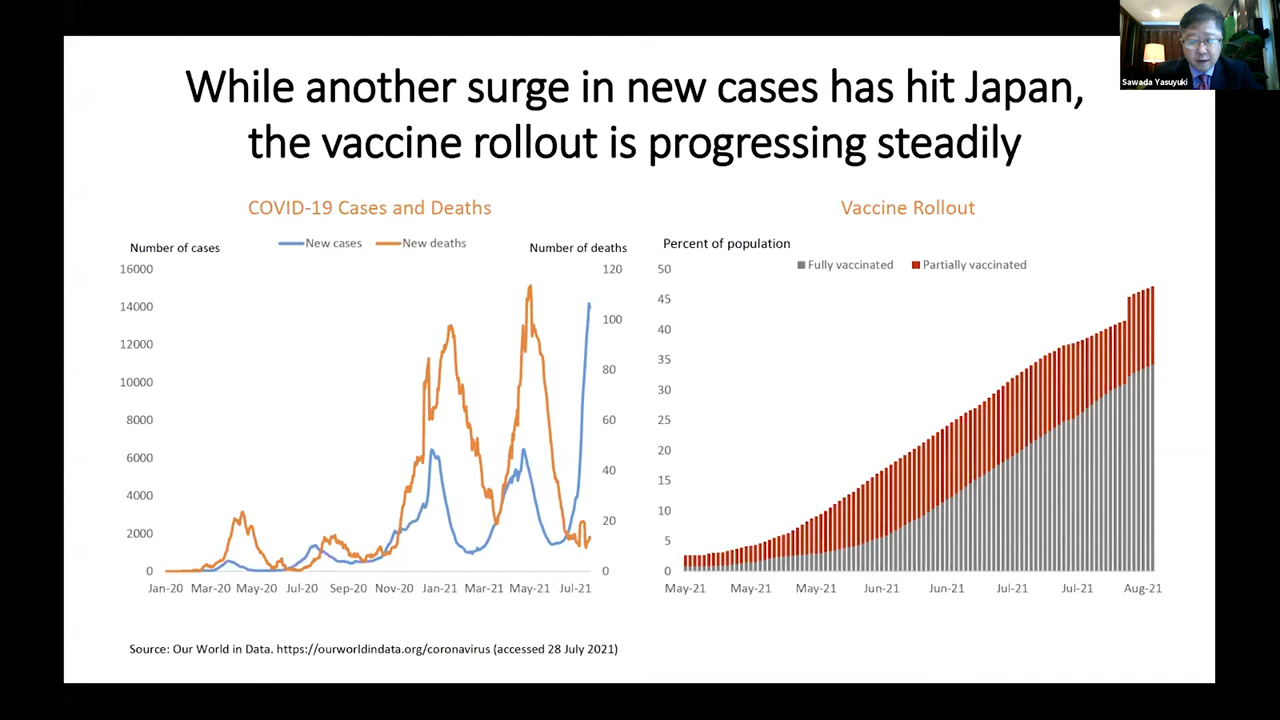 Sawada Yasuyuki
While another surge in new cases has hit Japan,
the vaccine rollout is progressing steadily
COVID-19 Cases and Deaths
Number of cases
New cases
New deaths
Number of deaths
16000
14000
12000
10000
8000
6000
4000
2000
0
120
100
80
60
40
20
0
Jan-20 Mar-20 May-20 Jul-20 Sep-20 Nov-20 Jan-21 Mar-21 May-21 Jul-21
Vaccine Rollout
Percent of population
Fully vaccinated
Partially vaccinated
50
45
40
35
30
25
20
15
10
5
0
May-21 May-21 May-21 Jun-21 Jun-21 Jul-21 Jul-21 Aug-21
Source: Our World in Data. https://ourworldindata.org/coronavirus (accessed 28 July 2021)